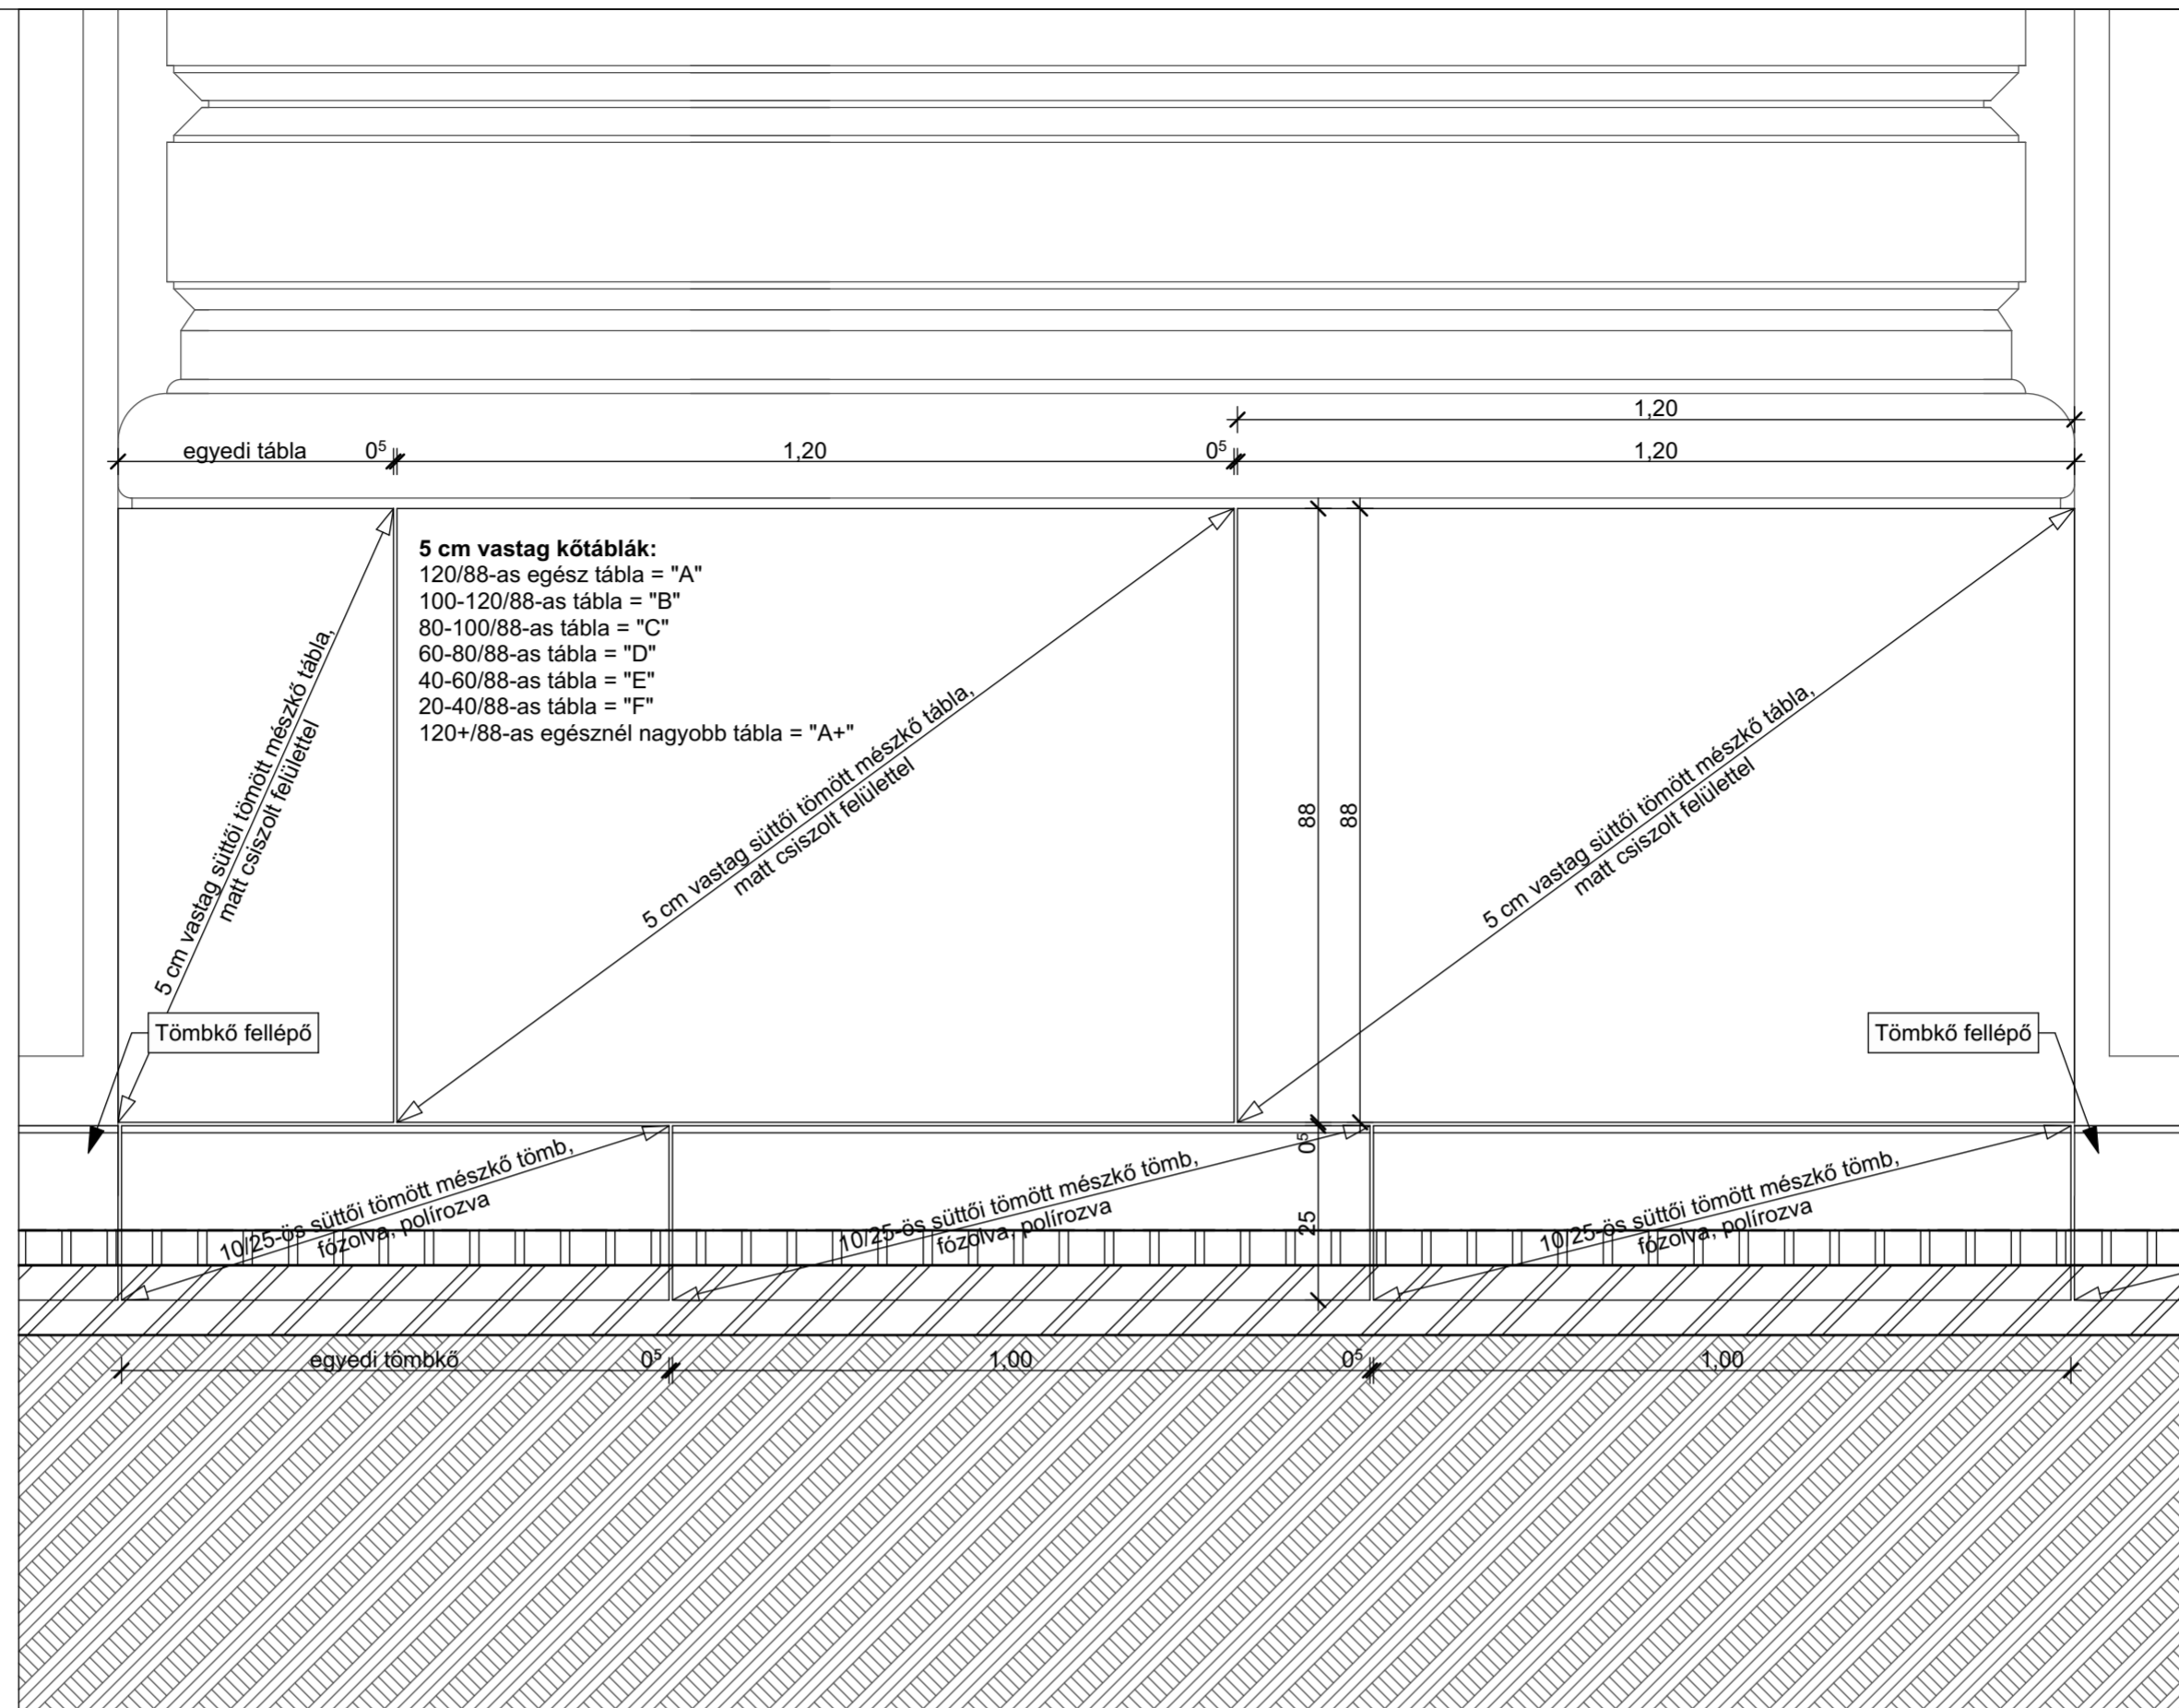 1,20
egyedi tábla 0⁵ 1,20 0⁵ 1,20
5 cm vastag kőtáblák:
120/88-as egész tábla = "A"
100-120/88-as tábla = "B"
80-100/88-as tábla = "C"
60-80/88-as tábla = "D"
40-60/88-as tábla = "E"
20-40/88-as tábla = "F"
120+/88-as egésznél nagyobb tábla = "A+"
5 cm vastag süttői tömött mészkő tábla,
matt csiszolt felülettel
5 cm vastag süttői tömött mészkő tábla,
matt csiszolt felülettel
88
88
5 cm vastag süttői tömött mészkő tábla,
matt csiszolt felülettel
Tömbkő fellépő
Tömbkő fellépő
10/25-ös süttői tömött mészkő tömb,
fózolva, polírozva
10/25-ös süttői tömött mészkő tömb,
fózolva, polírozva
0⁵
25
10/25-ös süttői tömött mészkő tömb,
fózolva, polírozva
egyedi tömbkő 0⁵ 1,00 0⁵ 1,00